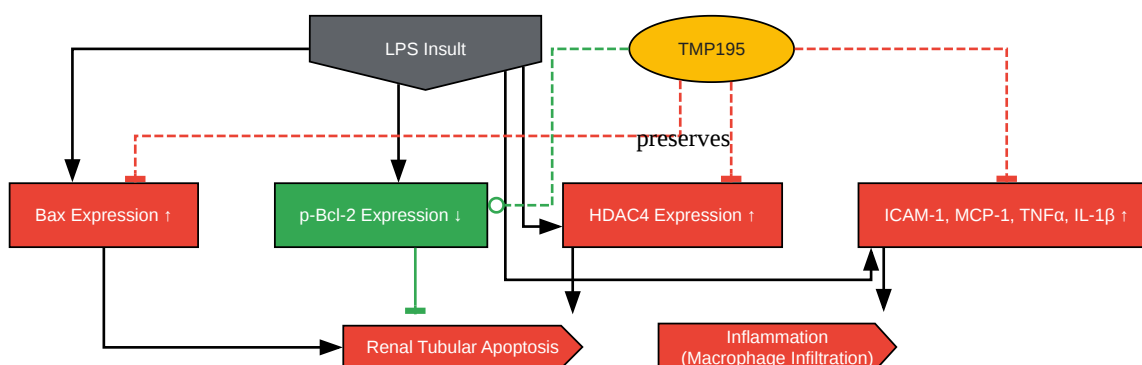 LPS Insult
TMP195
preserves
Bax Expression ↑
p-Bcl-2 Expression ↓
HDAC4 Expression ↑
ICAM-1, MCP-1, TNFα, IL-1β ↑
Renal Tubular Apoptosis
Inflammation
(Macrophage Infiltration)